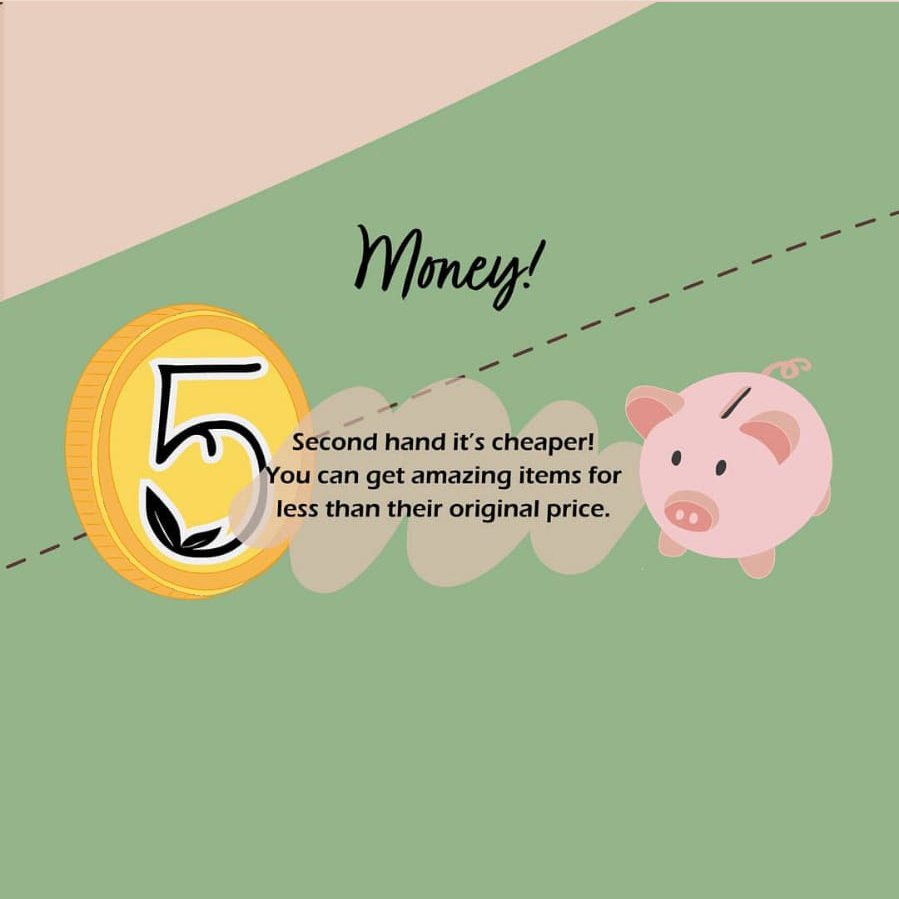 Money!
5
Second hand it's cheaper!
You can get amazing items for
less than their original price.